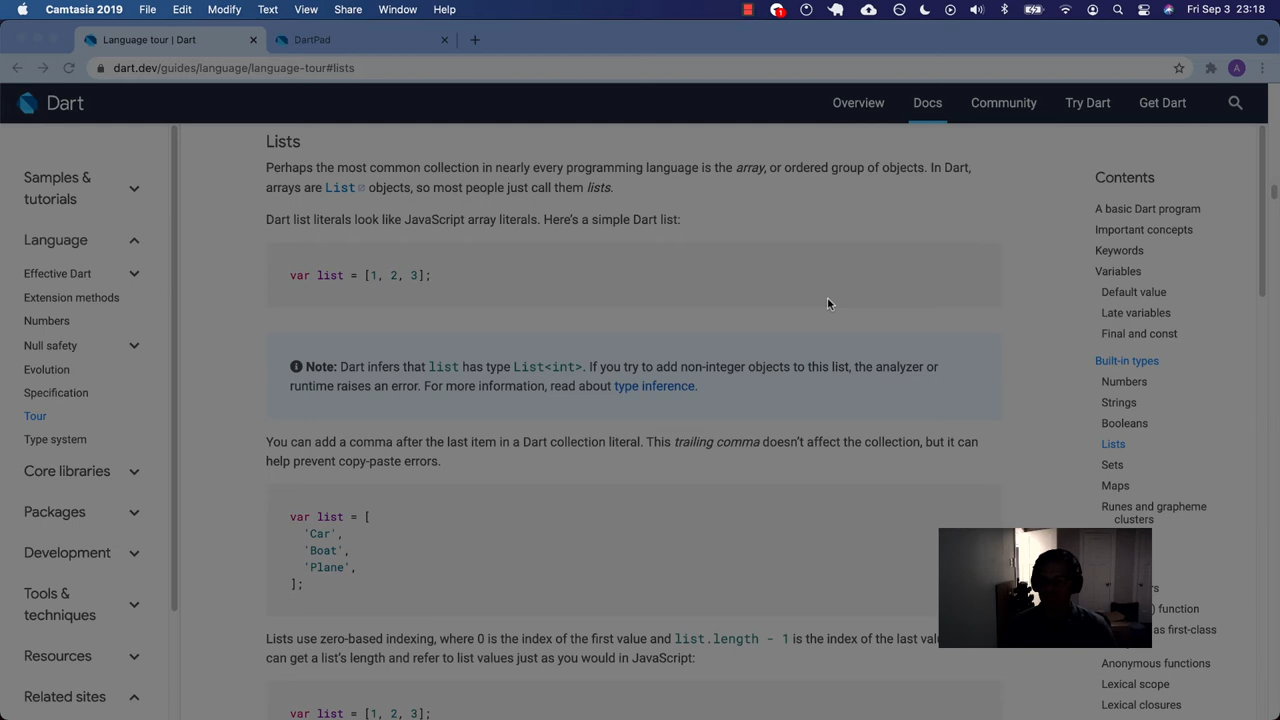 Camtasia 2019 File Edit Modify Text View Share Window Help 1 Fri Sep 3 23:18
Language tour | Dart DartPad
dart.dev/guides/language/language-tour#lists A
Dart Overview Docs Community Try Dart Get Dart
Samples &
tutorials
Language
Effective Dart
Extension methods
Numbers
Null safety
Evolution
Specification
Tour
Type system
Core libraries
Packages
Development
Tools &
techniques
Resources
Related sites
Lists
Perhaps the most common collection in nearly every programming language is the array, or ordered group of objects. In Dart,
arrays are List objects, so most people just call them lists.
Dart list literals look like JavaScript array literals. Here’s a simple Dart list:
var list = [1, 2, 3];
Note: Dart infers that list has type List<int>. If you try to add non-integer objects to this list, the analyzer or
runtime raises an error. For more information, read about type inference.
You can add a comma after the last item in a Dart collection literal. This trailing comma doesn’t affect the collection, but it can
help prevent copy-paste errors.
var list = [
'Car',
'Boat',
'Plane',
];
Lists use zero-based indexing, where 0 is the index of the first value and list.length - 1 is the index of the last
can get a list’s length and refer to list values just as you would in JavaScript:
var list = [1, 2, 3];
Contents
A basic Dart program
Important concepts
Keywords
Variables
Default value
Late variables
Final and const
Built-in types
Numbers
Strings
Booleans
Lists
Sets
Maps
Runes and grapheme
clusters
) function
as first-class
Anonymous functions
Lexical scope
Lexical closures